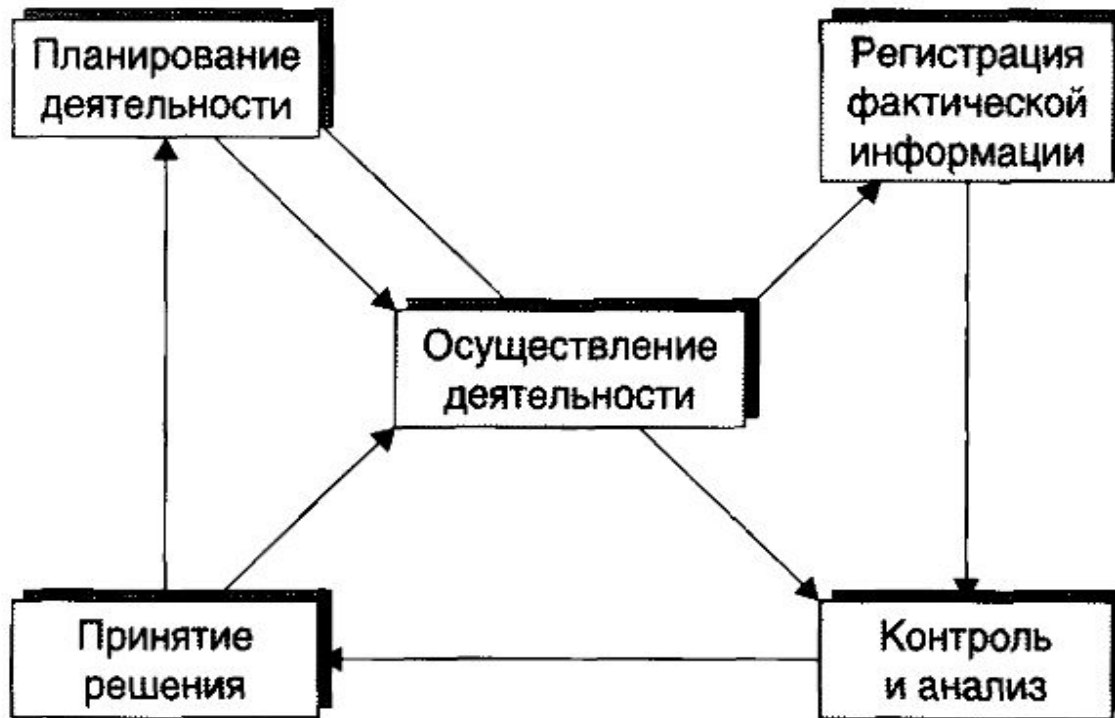 Планирование
деятельности
Регистрация
фактической
информации
Осуществление
деятельности
Принятие
решения
Контроль
и анализ